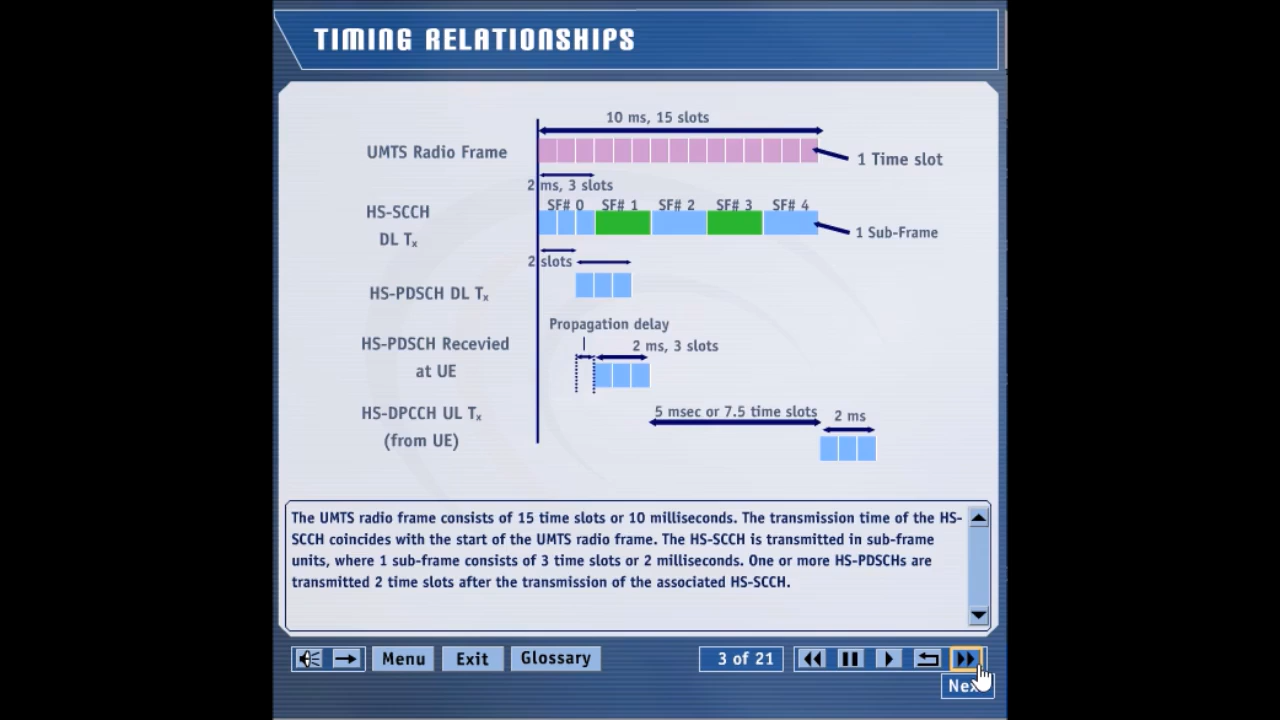 TIMING RELATIONSHIPS
10 ms, 15 slots
UMTS Radio Frame
1 Time slot
2 ms, 3 slots
SF# 0 SF# 1 SF# 2 SF# 3 SF# 4
HS-SCCH
DL Tx
1 Sub-Frame
2 slots
HS-PDSCH DL Tx
Propagation delay
HS-PDSCH Recevied
at UE
2 ms, 3 slots
HS-DPCCH UL Tx
(from UE)
5 msec or 7.5 time slots
2 ms
The UMTS radio frame consists of 15 time slots or 10 milliseconds. The transmission time of the HS-
SCCH coincides with the start of the UMTS radio frame. The HS-SCCH is transmitted in sub-frame
units, where 1 sub-frame consists of 3 time slots or 2 milliseconds. One or more HS-PDSCHs are
transmitted 2 time slots after the transmission of the associated HS-SCCH.
Menu Exit Glossary 3 of 21
Nex